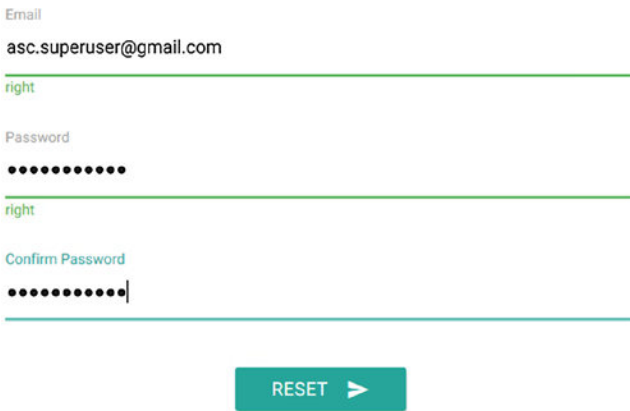 Email
asc.superuser@gmail.com
right
Password
•••••••••••
right
Confirm Password
•••••••••••
RESET